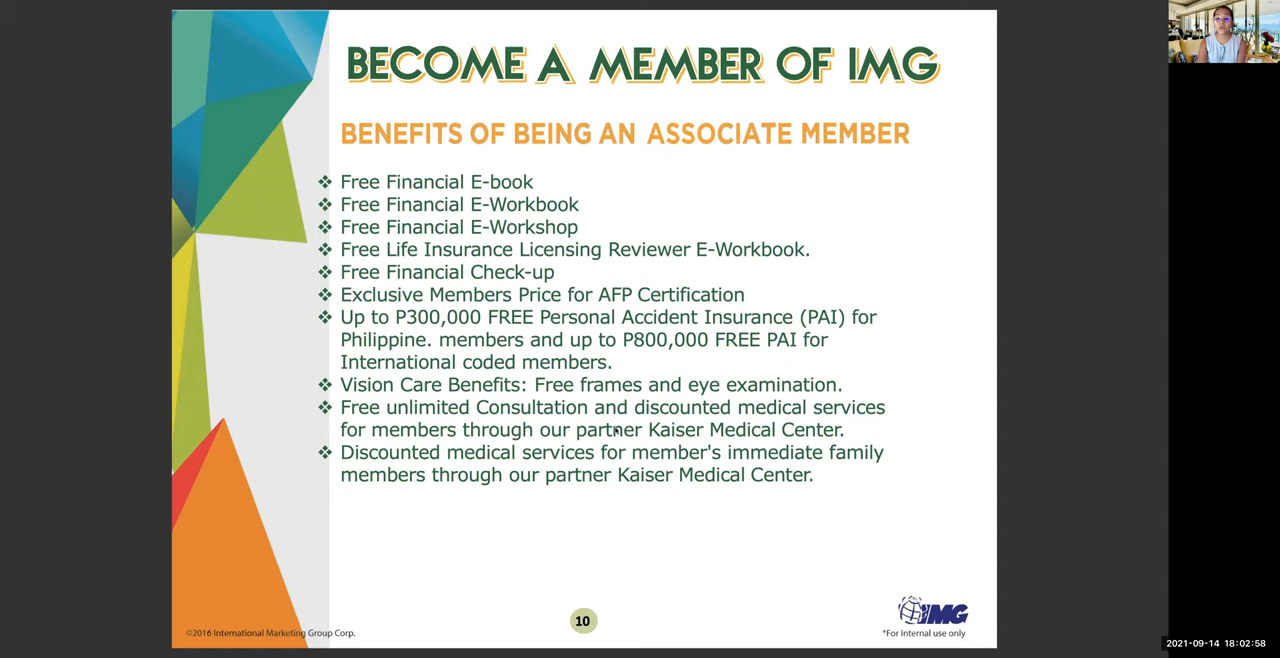 BECOME A MEMBER OF IMG
BENEFITS OF BEING AN ASSOCIATE MEMBER
❖ Free Financial E-book
❖ Free Financial E-Workbook
❖ Free Financial E-Workshop
❖ Free Life Insurance Licensing Reviewer E-Workbook.
❖ Free Financial Check-up
❖ Exclusive Members Price for AFP Certification
❖ Up to P300,000 FREE Personal Accident Insurance (PAI) for
Philippine. members and up to P800,000 FREE PAI for
International coded members.
❖ Vision Care Benefits: Free frames and eye examination.
❖ Free unlimited Consultation and discounted medical services
for members through our partner Kaiser Medical Center.
❖ Discounted medical services for member's immediate family
members through our partner Kaiser Medical Center.
IMG
10
©2016 International Marketing Group Corp.
*For Internal use only
2021-09-14 18:02:58